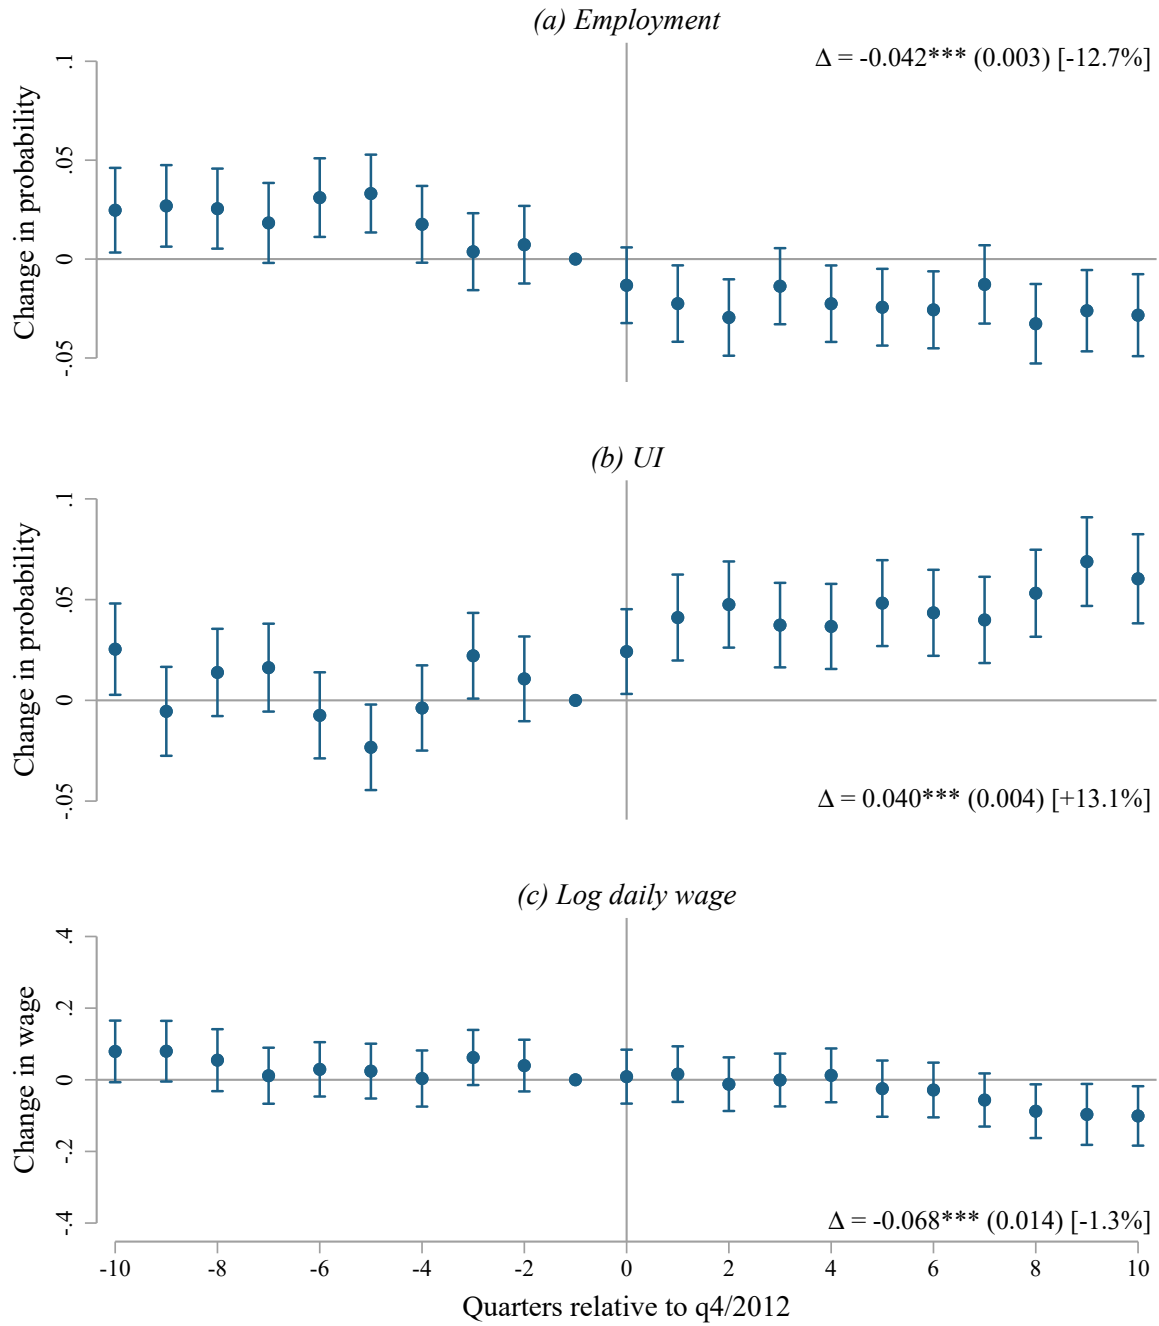 (a) Employment
Δ = -0.042*** (0.003) [-12.7%]
Change in probability
.1
.05
0
-.05
(b) UI
Change in probability
.1
.05
0
-.05
Δ = 0.040*** (0.004) [+13.1%]
(c) Log daily wage
Change in wage
.4
.2
0
-.2
-.4
Δ = -0.068*** (0.014) [-1.3%]
-10 -8 -6 -4 -2 0 2 4 6 8 10
Quarters relative to q4/2012